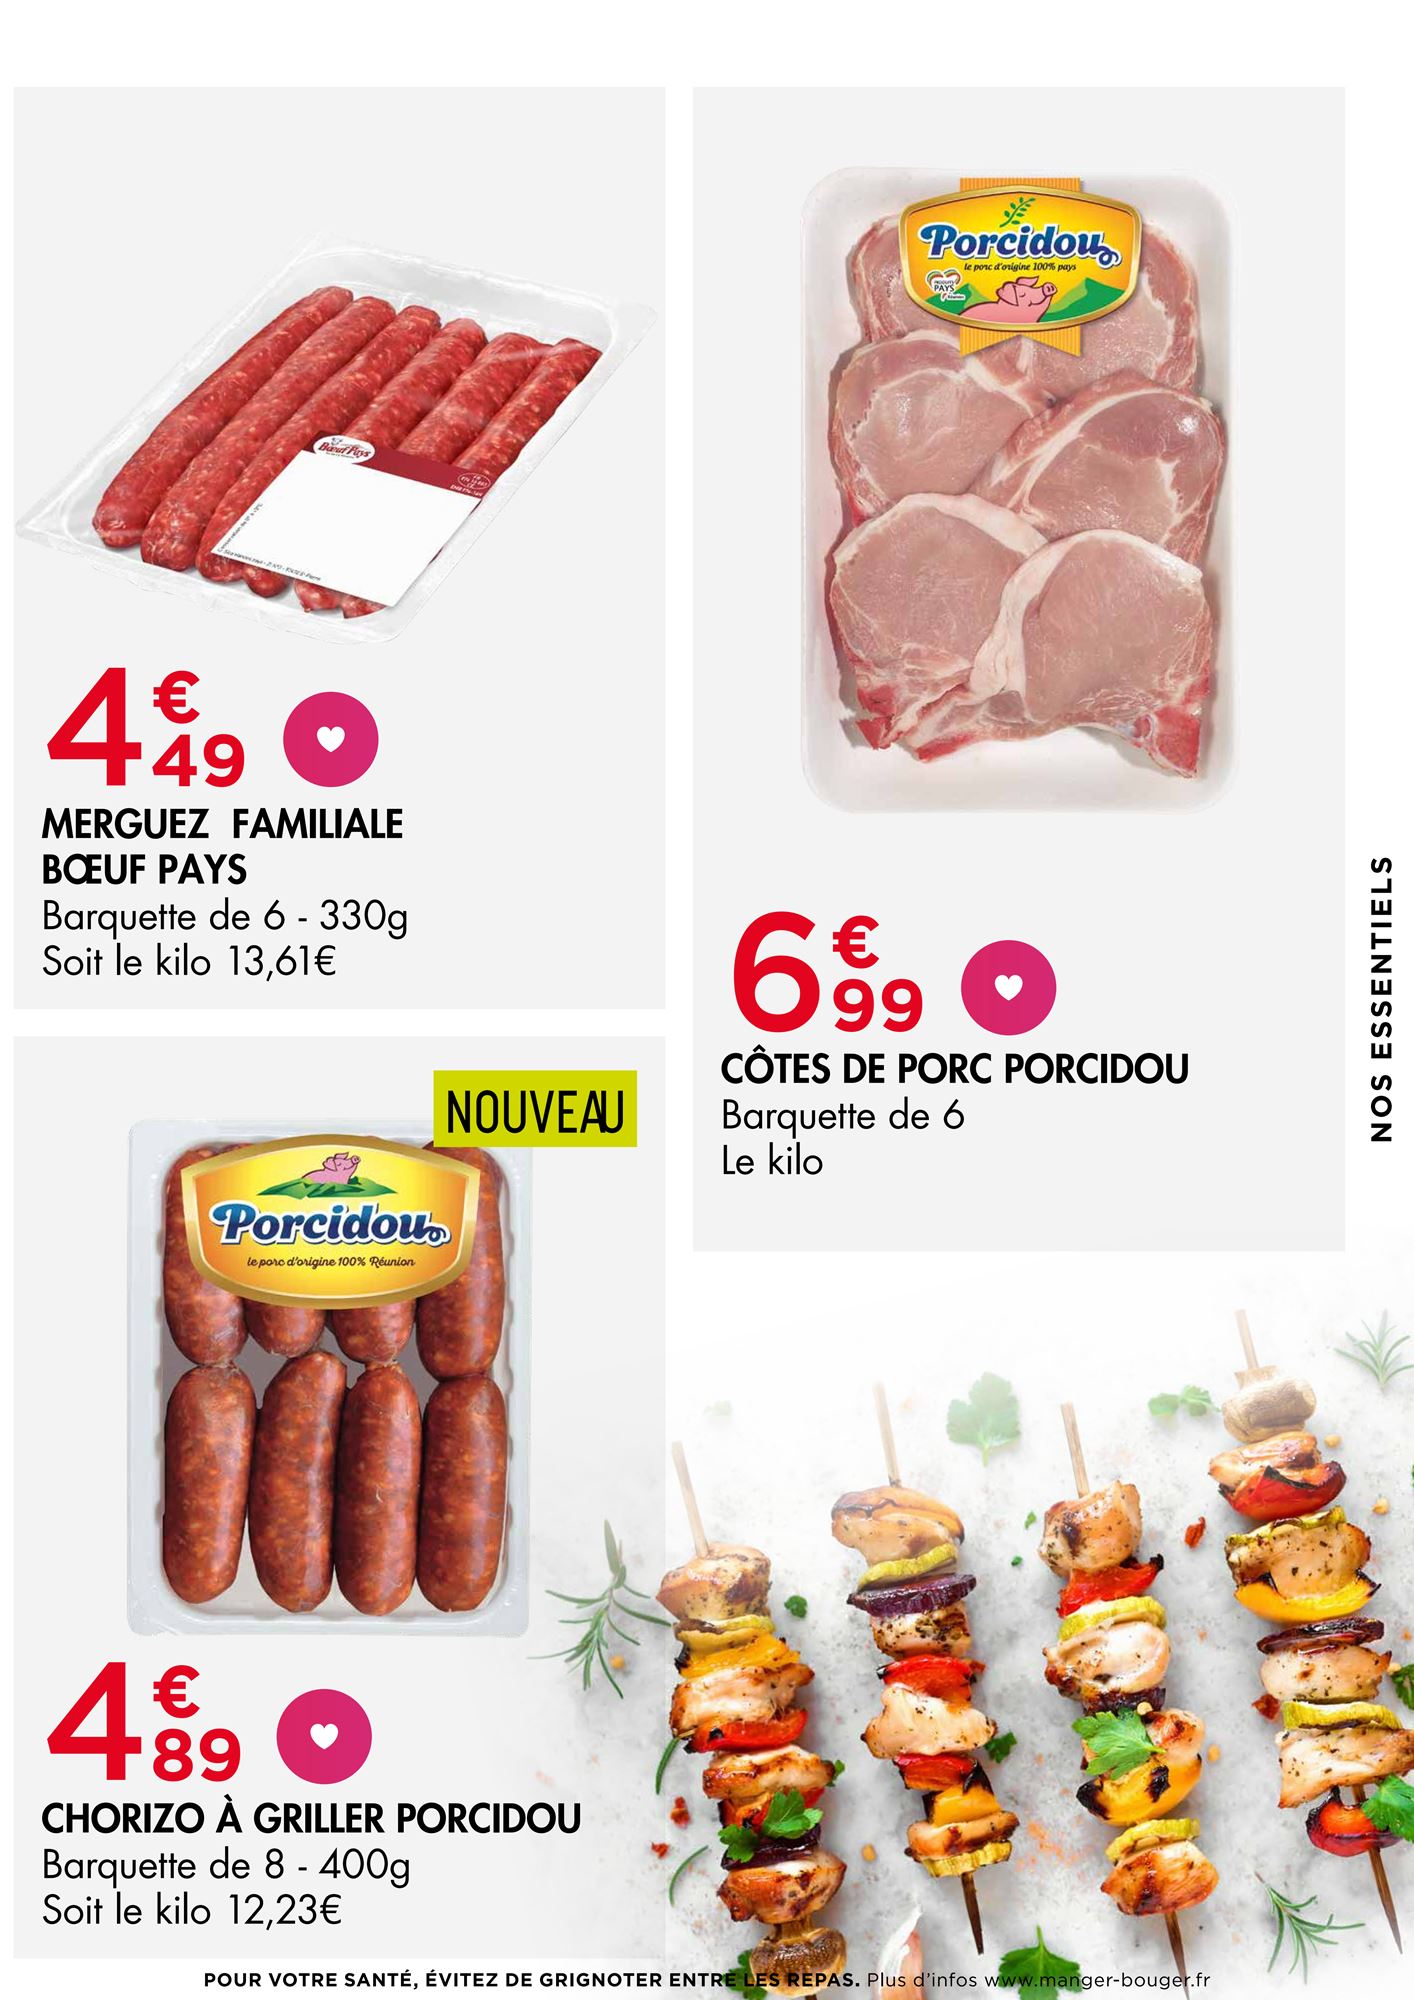 Bœuf Pays
4€49
MERGUEZ FAMILIALE
BŒUF PAYS
Barquette de 6 - 330g
Soit le kilo 13,61€
Porcidou
le porc d'origine 100% pays
PAYS
6€99
CÔTES DE PORC PORCIDOU
Barquette de 6
Le kilo
NOS ESSENTIELS
NOUVEAU
Porcidou
le porc d'origine 100% Réunion
4€89
CHORIZO À GRILLER PORCIDOU
Barquette de 8 - 400g
Soit le kilo 12,23€
POUR VOTRE SANTÉ, ÉVITEZ DE GRIGNOTER ENTRE LES REPAS. Plus d'infos www.manger-bouger.fr